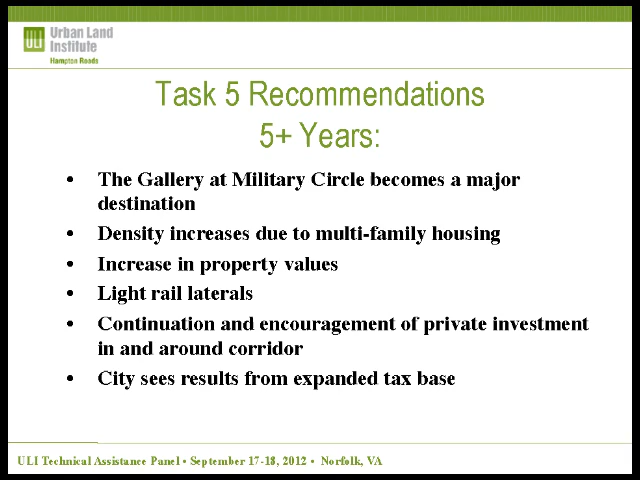 ULI Urban Land
Institute
Hampton Roads
Task 5 Recommendations
5+ Years:
• The Gallery at Military Circle becomes a major
destination
• Density increases due to multi-family housing
• Increase in property values
• Light rail laterals
• Continuation and encouragement of private investment
in and around corridor
• City sees results from expanded tax base
ULI Technical Assistance Panel • September 17-18, 2012 • Norfolk, VA